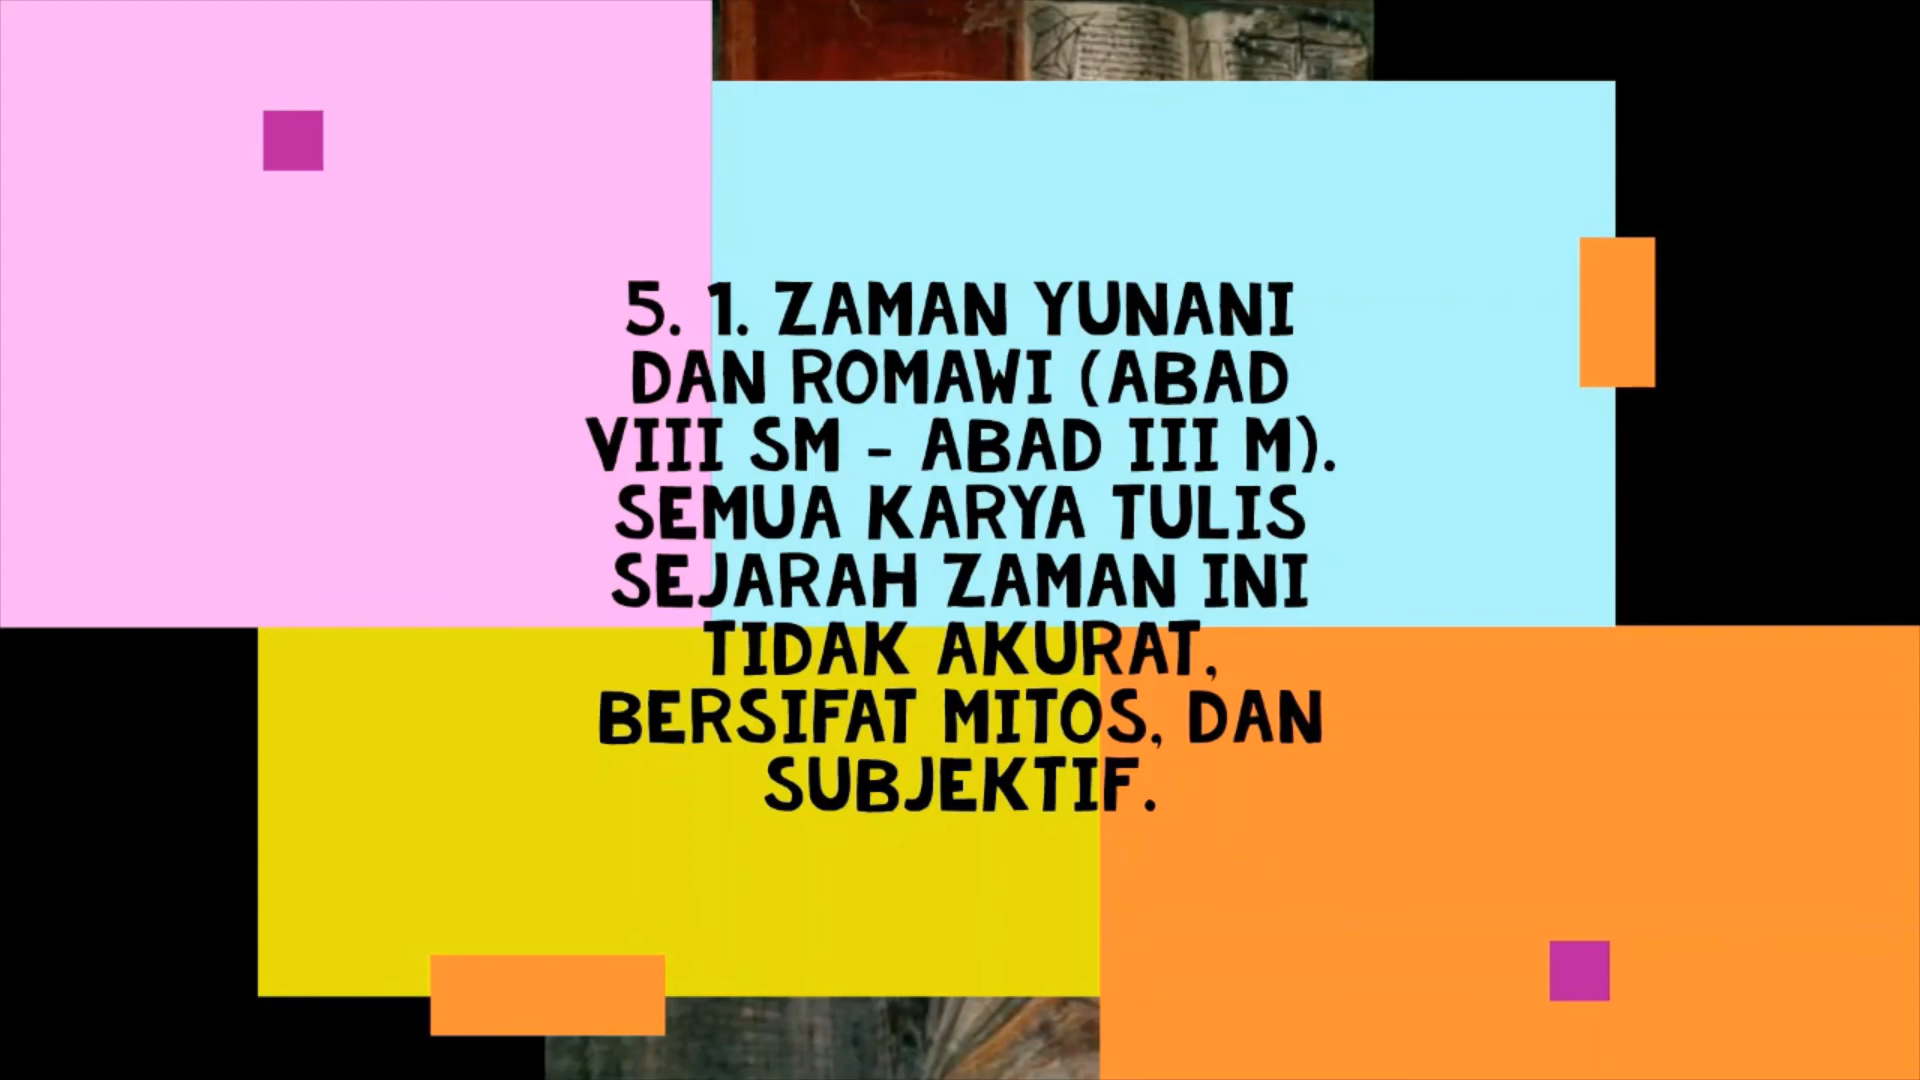 5. 1. ZAMAN YUNANI
DAN ROMAWI (ABAD
VIII SM - ABAD III M).
SEMUA KARYA TULIS
SEJARAH ZAMAN INI
TIDAK AKURAT,
BERSIFAT MITOS, DAN
SUBJEKTIF.